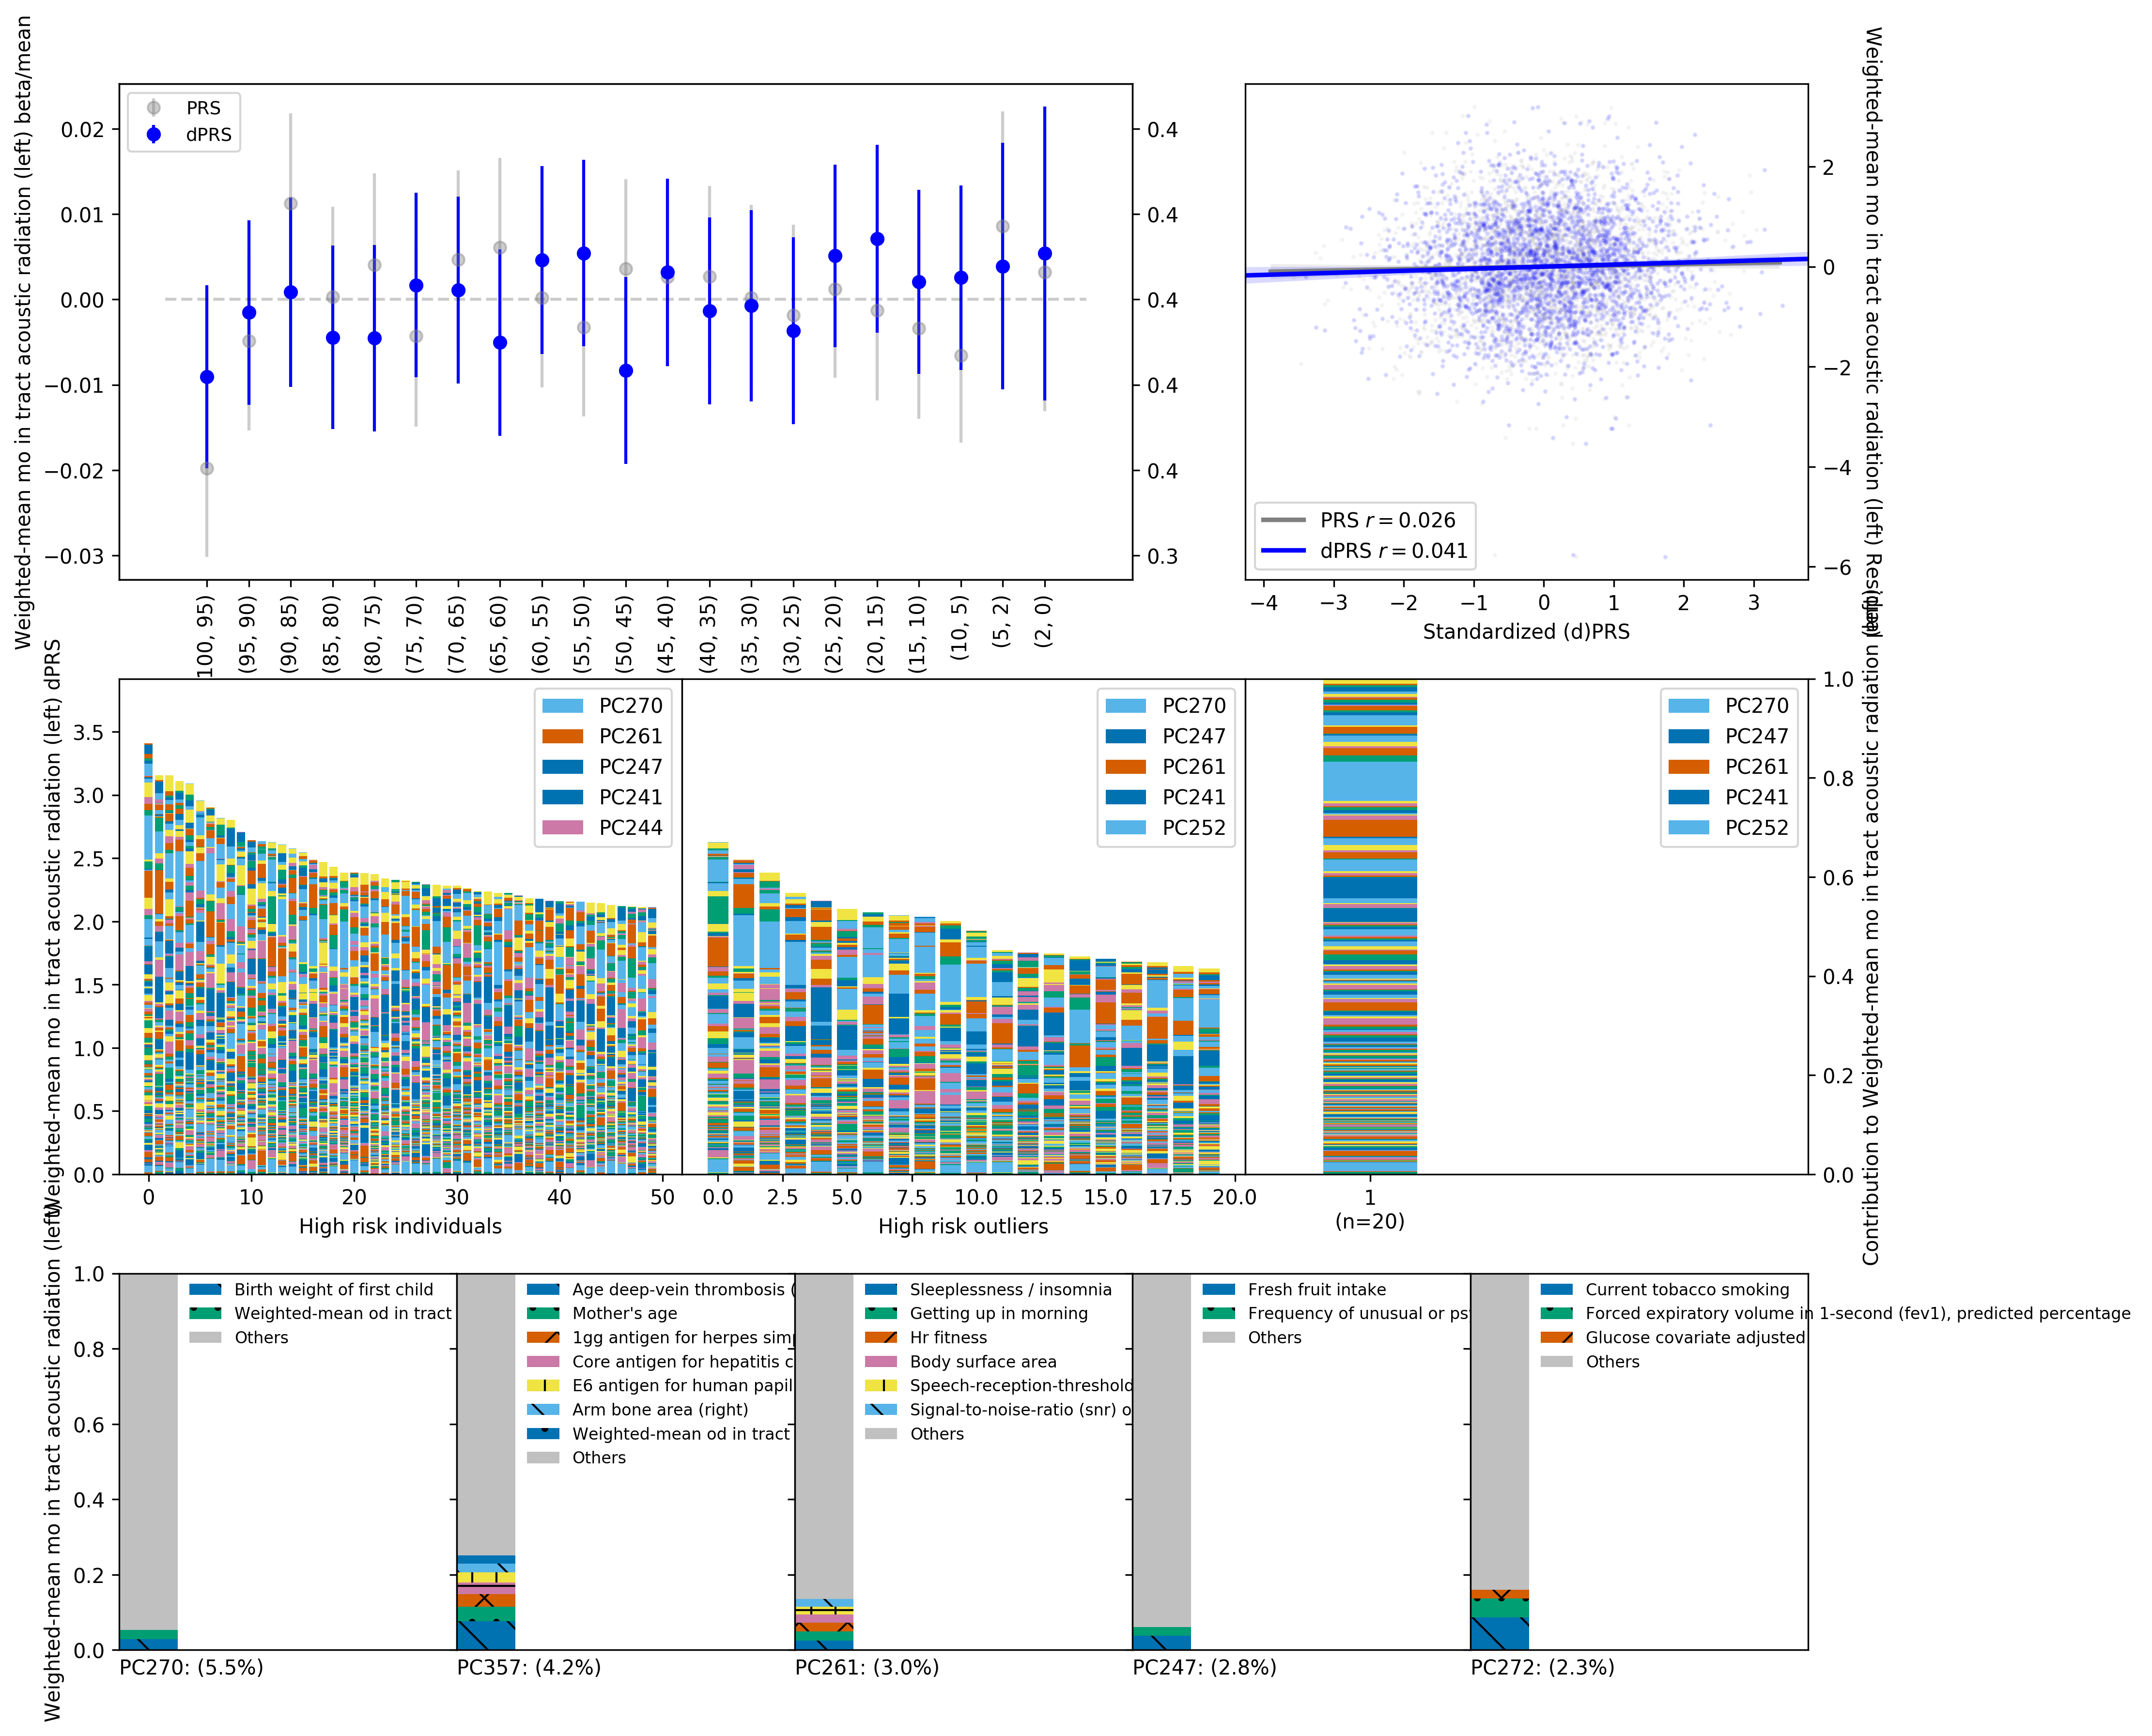 Weighted-mean mo in tract acoustic radiation (left) beta/mean
0.02
0.01
0.00
−0.01
−0.02
−0.03
PRS
dPRS
0.4
0.4
0.4
0.4
0.4
0.3
100, 95)
(95, 90)
(90, 85)
(85, 80)
(80, 75)
(75, 70)
(70, 65)
(65, 60)
(60, 55)
(55, 50)
(50, 45)
(45, 40)
(40, 35)
(35, 30)
(30, 25)
(25, 20)
(20, 15)
(15, 10)
(10, 5)
(5, 2)
(2, 0)
PRS r = 0.026
dPRS r = 0.041
−4
−3
−2
−1
0
1
2
3
Standardized (d)PRS
2
0
−2
−4
−6
Weighted-mean mo in tract acoustic radiation (left) Residual
Weighted-mean mo in tract acoustic radiation (left) dPRS
3.5
3.0
2.5
2.0
1.5
1.0
0.5
0.0
PC270
PC261
PC247
PC241
PC244
0
10
20
30
40
50
High risk individuals
PC270
PC247
PC261
PC241
PC252
0.0
2.5
5.0
7.5
10.0
12.5
15.0
17.5
20.0
High risk outliers
PC270
PC247
PC261
PC241
PC252
1
(n=20)
1.0
0.8
0.6
0.4
0.2
0.0
Contribution to Weighted-mean mo in tract acoustic radiation
Weighted-mean mo in tract acoustic radiation (left)
1.0
0.8
0.6
0.4
0.2
0.0
Birth weight of first child
Weighted-mean od in tract
Others
PC270: (5.5%)
Age deep-vein thrombosis (
Mother's age
1gg antigen for herpes simp
Core antigen for hepatitis c
E6 antigen for human papil
Arm bone area (right)
Weighted-mean od in tract
Others
PC357: (4.2%)
Sleeplessness / insomnia
Getting up in morning
Hr fitness
Body surface area
Speech-reception-threshold
Signal-to-noise-ratio (snr) o
Others
PC261: (3.0%)
Fresh fruit intake
Frequency of unusual or ps
Others
PC247: (2.8%)
Current tobacco smoking
Forced expiratory volume in 1-second (fev1), predicted percentage
Glucose covariate adjusted
Others
PC272: (2.3%)